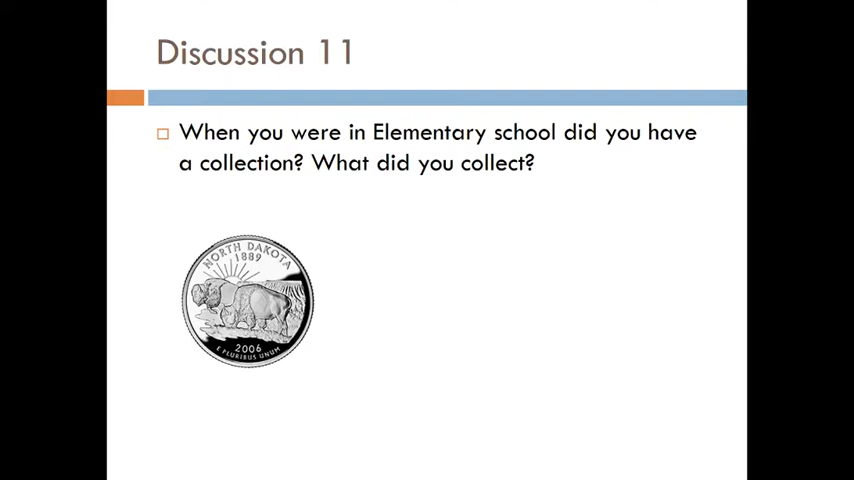 Discussion 11
When you were in Elementary school did you have
a collection? What did you collect?
NORTH DAKOTA
1889
2006
E PLURIBUS UNUM